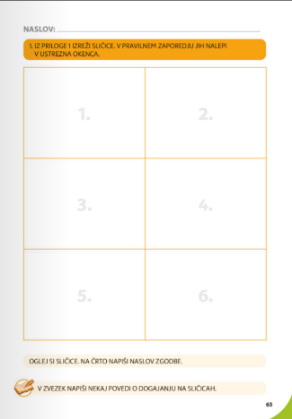 NASLOV:
1. IZ PRILOGE 1 IZREŽI SLIČICE. V PRAVILNEM ZAPOREDJU JIH NALEPI
V USTREZNA OKENCA.
1. 2.
3. 4.
5. 6.
OGLEJ SI SLIČICE. NA ČRTO NAPIŠI NASLOV ZGODBE.
V ZVEZEK NAPIŠI NEKAJ POVEDI O DOGAJANJU NA SLIČICAH.
65